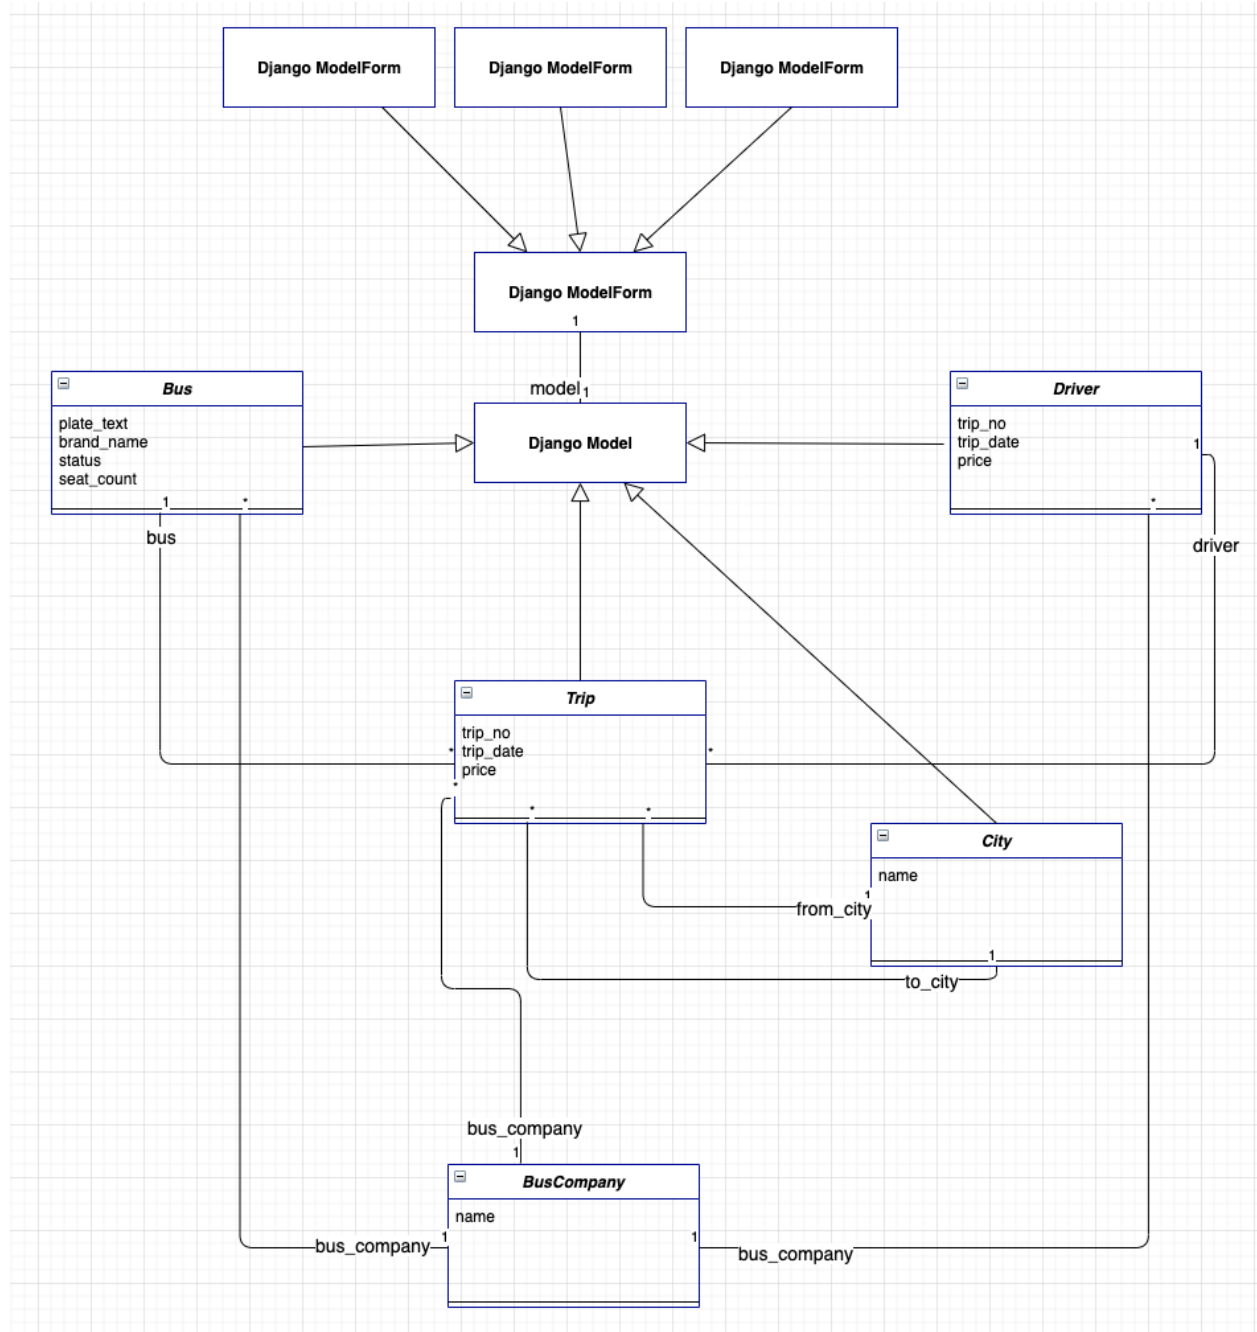 Django ModelForm
Django ModelForm
Django ModelForm
Django ModelForm
1
model
1
Bus
plate_text
brand_name
status
seat_count
1
*
bus
Django Model
Driver
trip_no
trip_date
price
1
*
driver
Trip
trip_no
* trip_date
*
price
*
*
*
City
name
1
from_city
1
to_city
bus_company
1
BusCompany
name
1
1
bus_company
bus_company